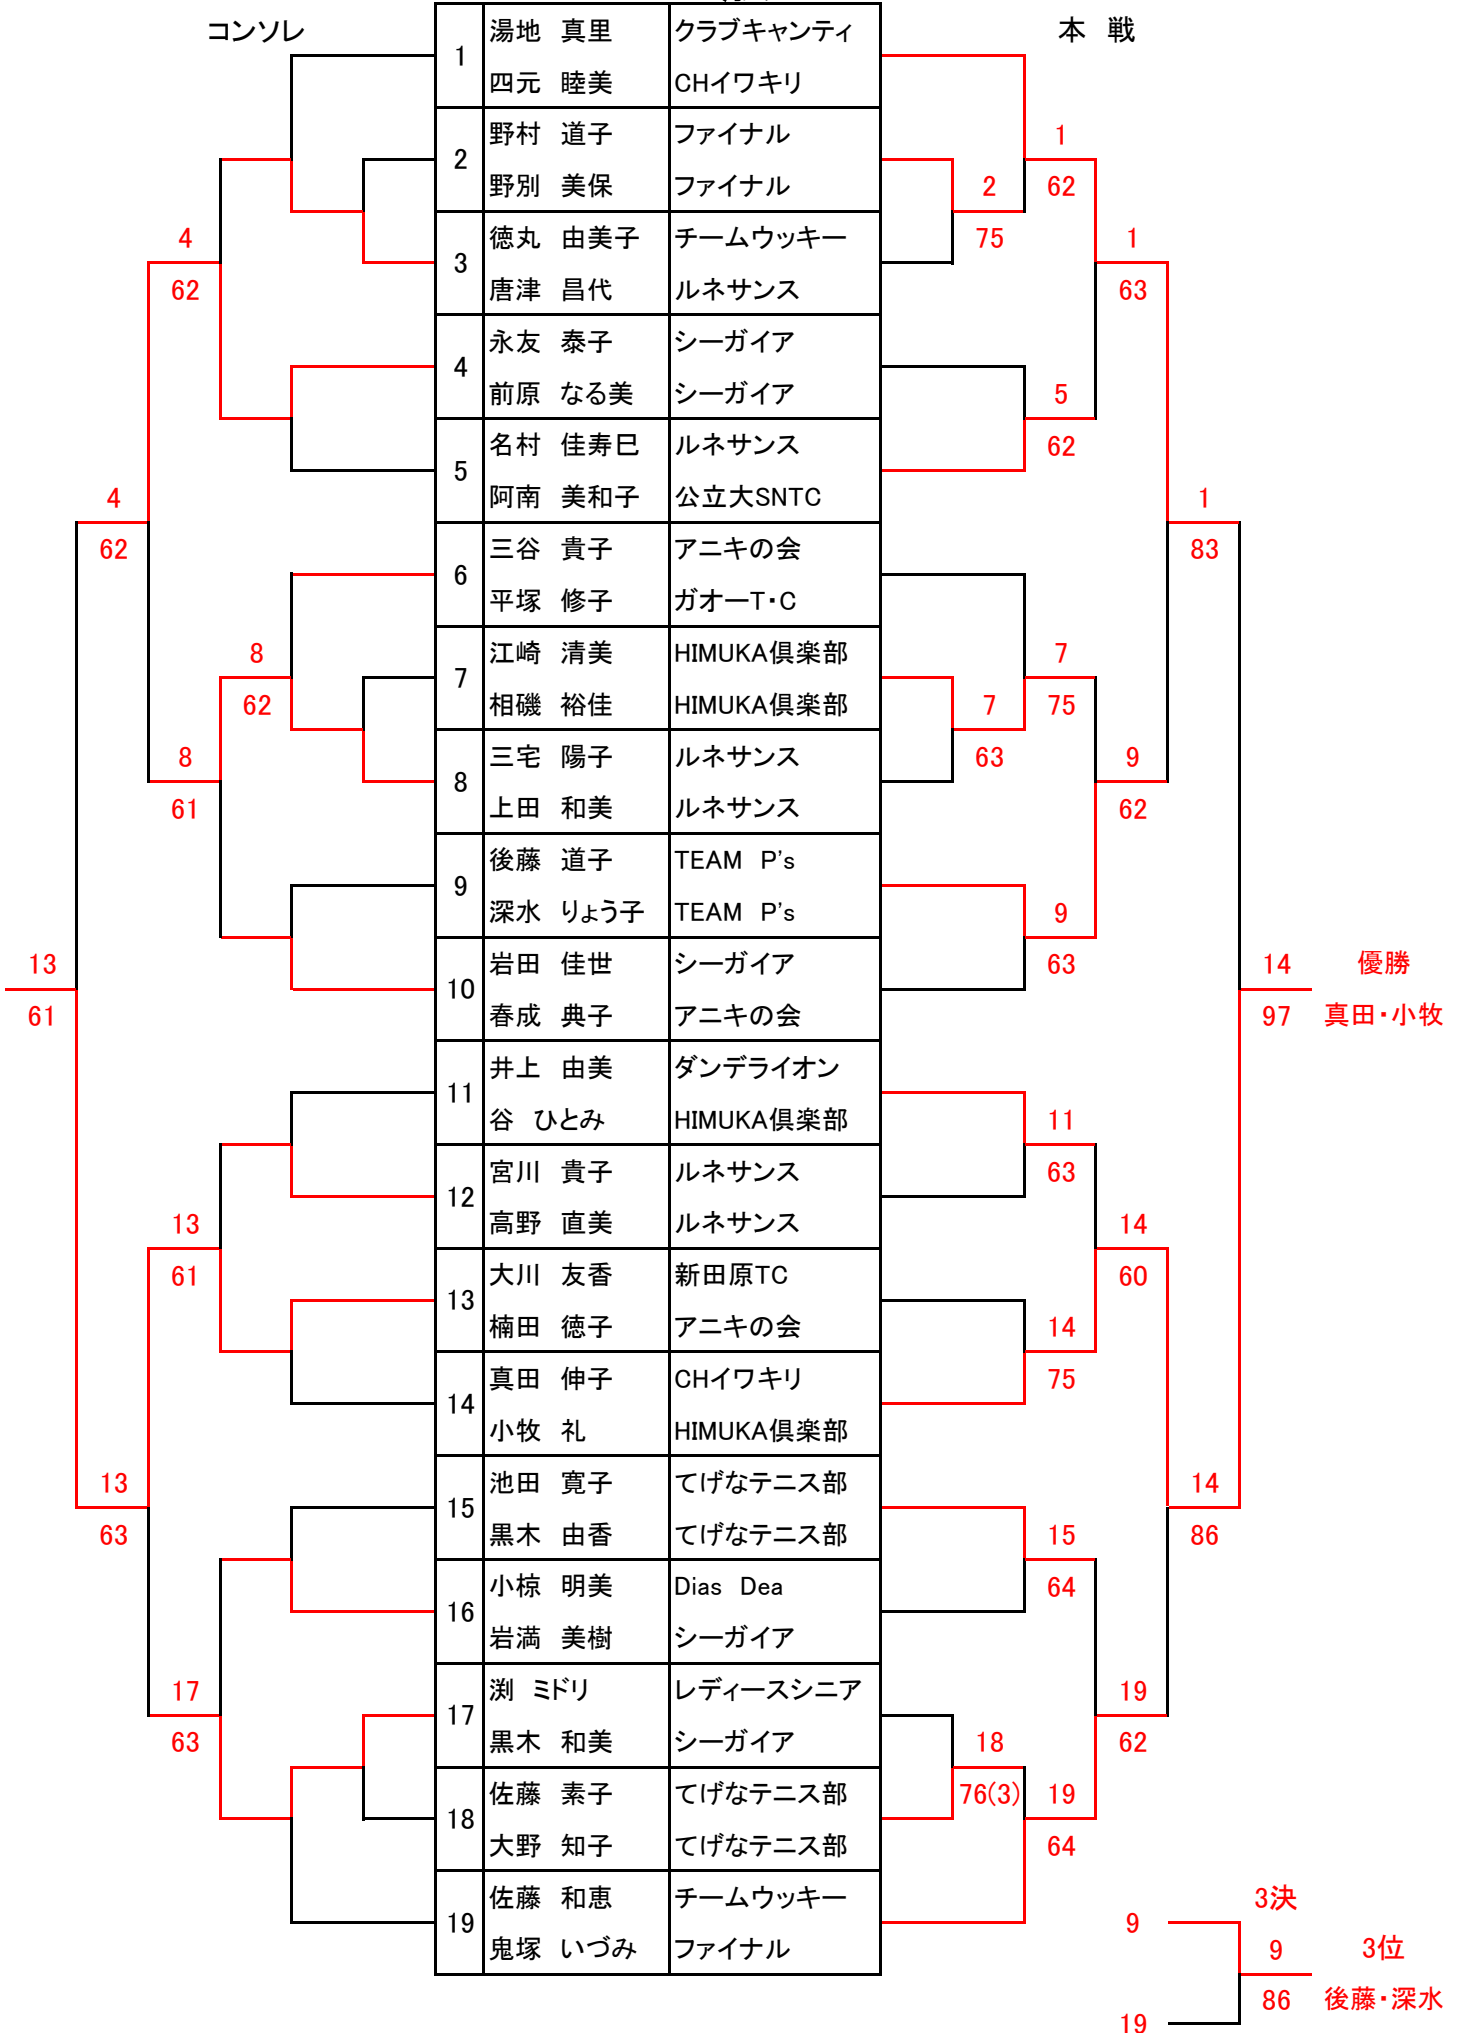 コンソレ
本 戦
1
湯地 真里 クラブキャンティ
四元 睦美 CHイワキリ
2
野村 道子 ファイナル
野別 美保 ファイナル
3
徳丸 由美子 チームウッキー
唐津 昌代 ルネサンス
4
永友 泰子 シーガイア
前原 なる美 シーガイア
5
名村 佳寿巳 ルネサンス
阿南 美和子 公立大SNTC
6
三谷 貴子 アニキの会
平塚 修子 ガオーT・C
7
江崎 清美 HIMUKA倶楽部
相磯 裕佳 HIMUKA倶楽部
8
三宅 陽子 ルネサンス
上田 和美 ルネサンス
9
後藤 道子 TEAM P's
深水 りょう子 TEAM P's
10
岩田 佳世 シーガイア
春成 典子 アニキの会
11
井上 由美 ダンデライオン
谷 ひとみ HIMUKA倶楽部
12
宮川 貴子 ルネサンス
高野 直美 ルネサンス
13
大川 友香 新田原TC
楠田 徳子 アニキの会
14
真田 伸子 CHイワキリ
小牧 礼 HIMUKA倶楽部
15
池田 寛子 てげなテニス部
黒木 由香 てげなテニス部
16
小椋 明美 Dias Dea
岩満 美樹 シーガイア
17
渕 ミドリ レディースシニア
黒木 和美 シーガイア
18
佐藤 素子 てげなテニス部
大野 知子 てげなテニス部
19
佐藤 和恵 チームウッキー
鬼塚 いづみ ファイナル
4
62
4
62
8
62
8
61
13
61
13
61
13
63
17
63
1
62
2
75
1
63
5
62
1
83
7
75
7
63
9
62
9
63
14
97
優勝
真田・小牧
11
63
14
60
14
75
14
86
15
64
19
62
18
76(3)
19
64
3決
9
9
86
3位
後藤・深水
19